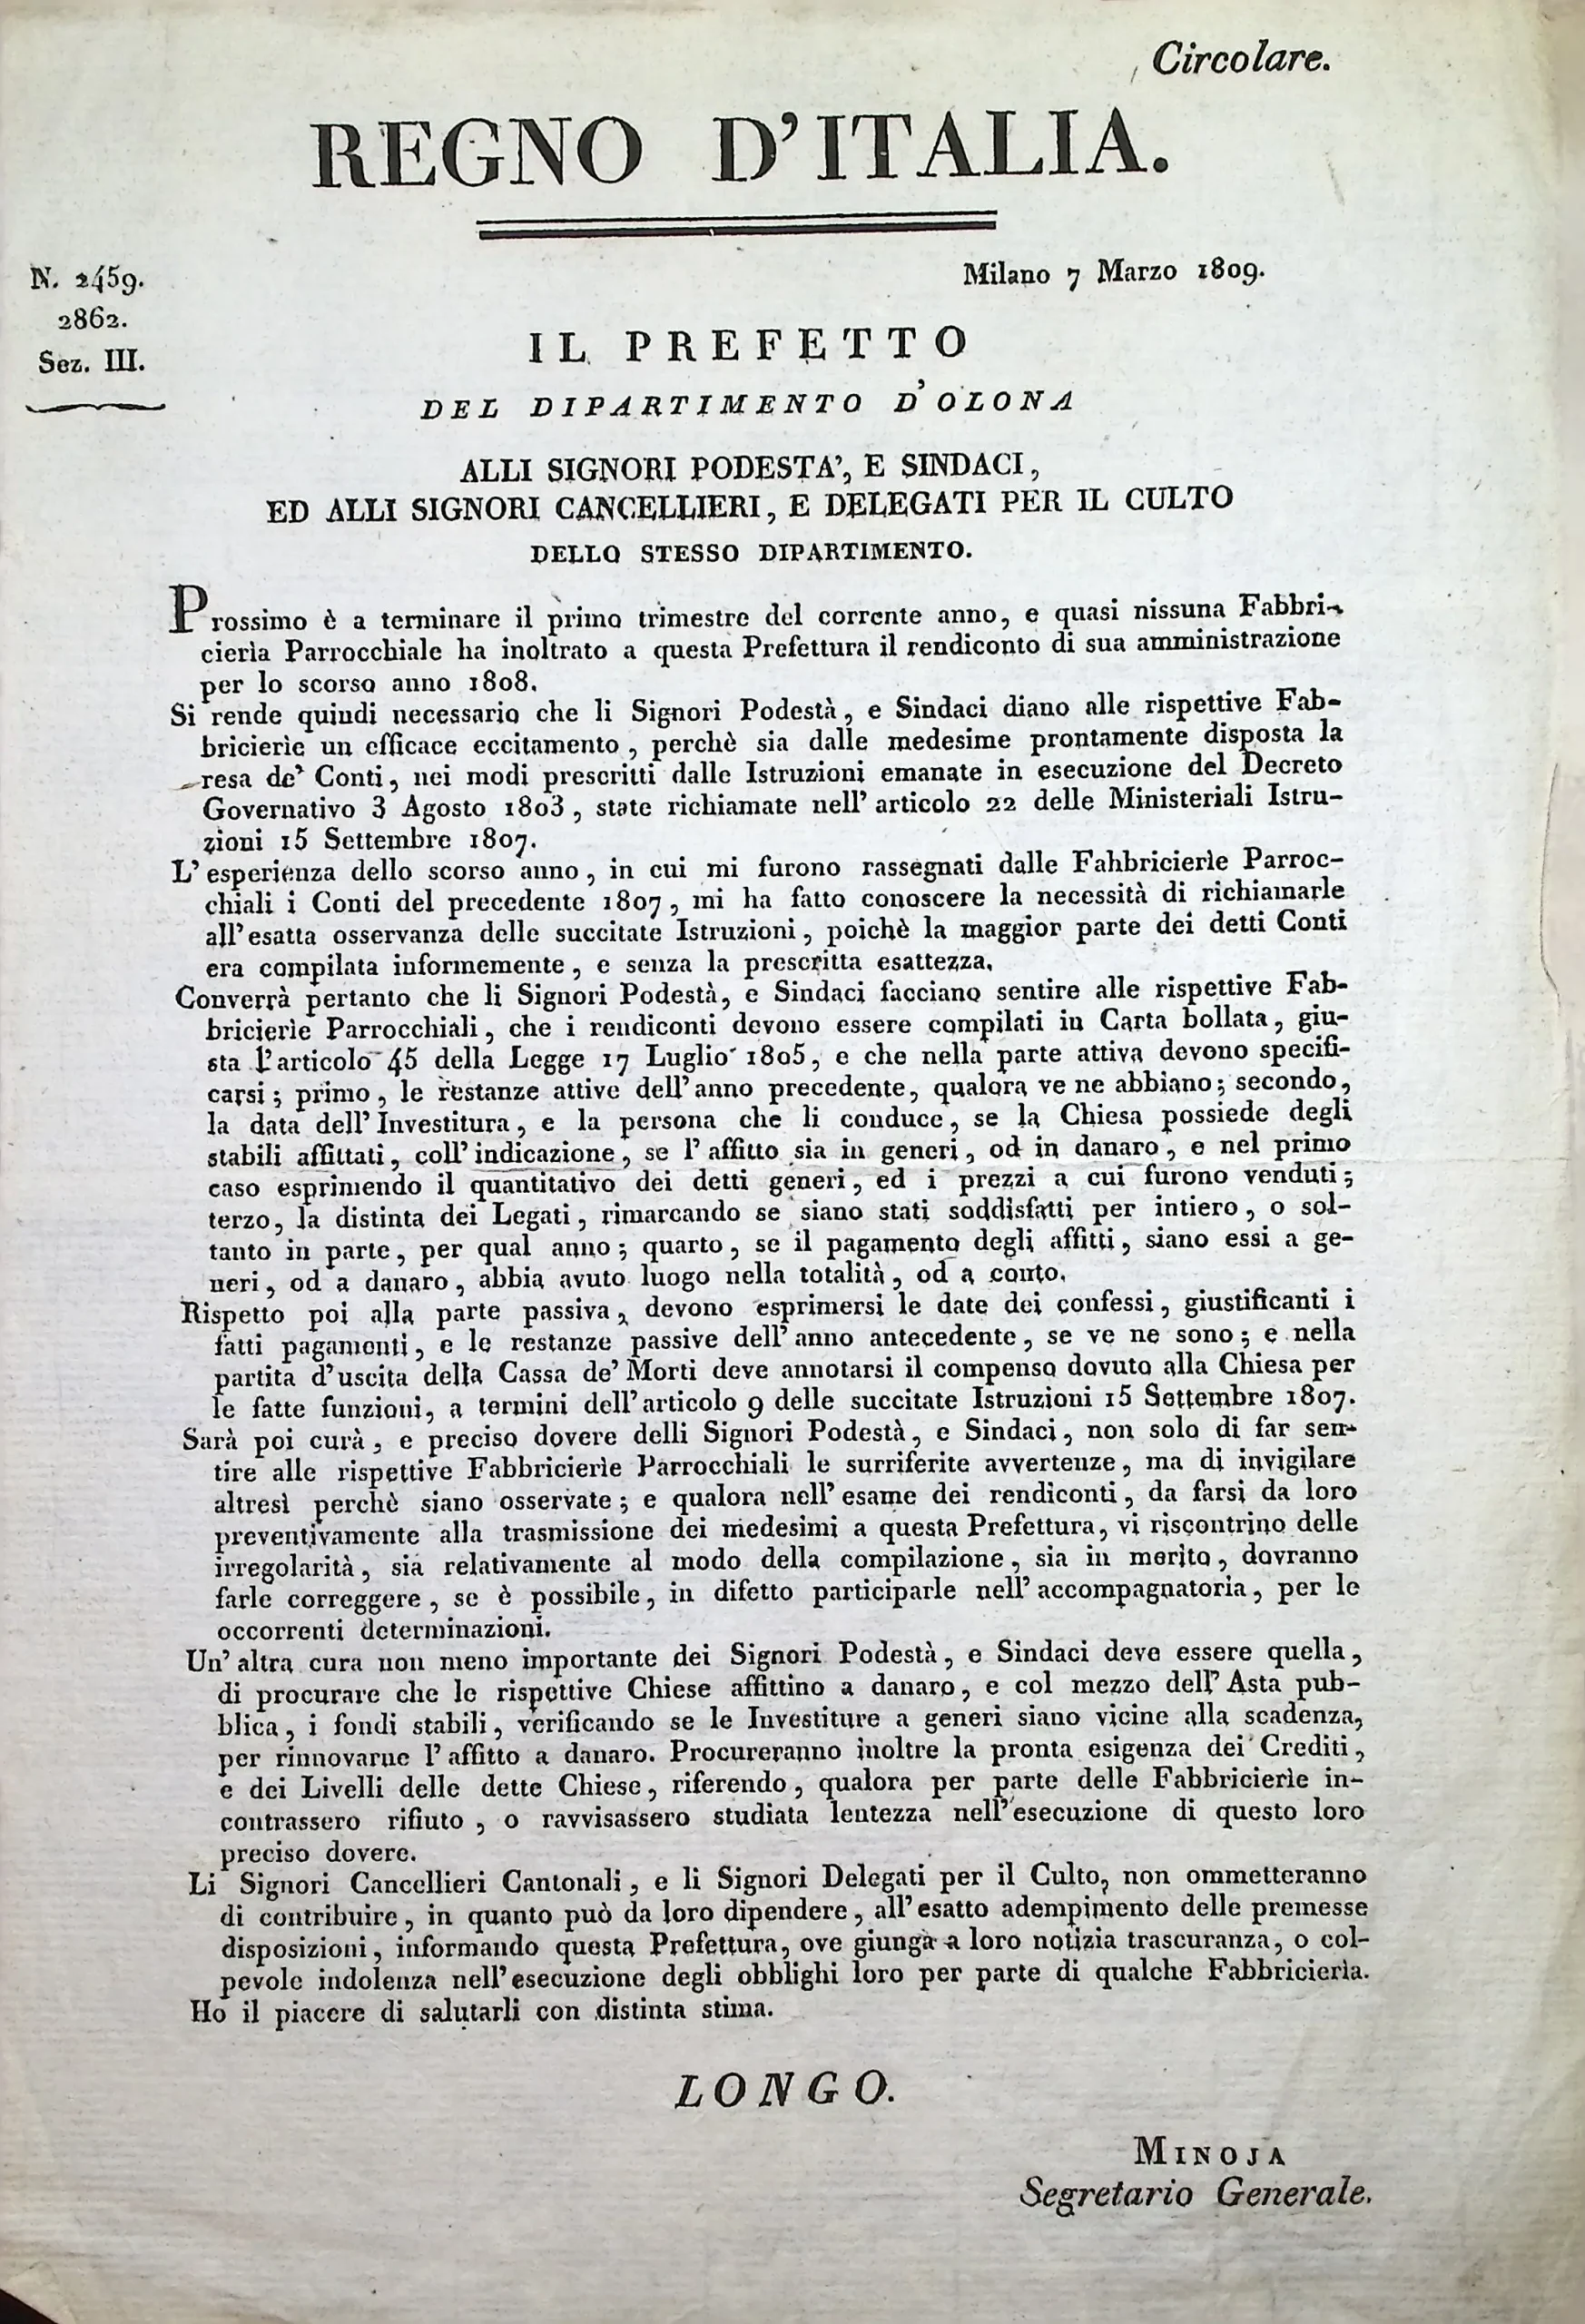 Circolare.
REGNO D'ITALIA.
N. 2459.
2862.
Sez. III.
Milano 7 Marzo 1809.
IL PREFETTO
DEL DIPARTIMENTO D'OLONA
ALLI SIGNORI PODESTA', E SINDACI,
ED ALLI SIGNORI CANCELLIERI, E DELEGATI PER IL CULTO
DELLO STESSO DIPARTIMENTO.
Prossimo è a terminare il primo trimestre del corrente anno, e quasi nissuna Fabbri-
cierìa Parrocchiale ha inoltrato a questa Prefettura il rendiconto di sua amministrazione
per lo scorso anno 1808.
Si rende quindi necessario che li Signori Podestà, e Sindaci diano alle rispettive Fab-
bricierìe un efficace eccitamento, perchè sia dalle medesime prontamente disposta la
resa de' Conti, nei modi prescritti dalle Istruzioni emanate in esecuzione del Decreto
Governativo 3 Agosto 1803, state richiamate nell' articolo 22 delle Ministeriali Istru-
zioni 15 Settembre 1807.
L' esperienza dello scorso anno, in cui mi furono rassegnati dalle Fabbricierìe Parroc-
chiali i Conti del precedente 1807, mi ha fatto conoscere la necessità di richiamarle
all' esatta osservanza delle succitate Istruzioni, poichè la maggior parte dei detti Conti
era compilata informemente, e senza la prescritta esattezza.
Converrà pertanto che li Signori Podestà, e Sindaci facciano sentire alle rispettive Fab-
bricierìe Parrocchiali, che i rendiconti devono essere compilati in Carta bollata, giu-
sta l'articolo 45 della Legge 17 Luglio 1805, e che nella parte attiva devono specifi-
carsi; primo, le restanze attive dell' anno precedente, qualora ve ne abbiano; secondo,
la data dell' Investitura, e la persona che li conduce, se la Chiesa possiede degli
stabili affittati, coll' indicazione, se l' affitto sia in generi, od in danaro, e nel primo
caso esprimendo il quantitativo dei detti generi, ed i prezzi a cui furono venduti;
terzo, la distinta dei Legati, rimarcando se siano stati soddisfatti per intiero, o sol-
tanto in parte, per qual anno; quarto, se il pagamento degli affitti, siano essi a ge-
neri, od a danaro, abbia avuto luogo nella totalità, od a conto.
Rispetto poi alla parte passiva, devono esprimersi le date dei confessi, giustificanti i
fatti pagamenti, e le restanze passive dell' anno antecedente, se ve ne sono; e nella
partita d'uscita della Cassa de' Morti deve annotarsi il compenso dovuto alla Chiesa per
le fatte funzioni, a termini dell' articolo 9 delle succitate Istruzioni 15 Settembre 1807.
Sarà poi curà, e preciso dovere delli Signori Podestà, e Sindaci, non solo di far sen-
tire alle rispettive Fabbricierìe Parrocchiali le surriferite avvertenze, ma di invigilare
altresì perchè siano osservate; e qualora nell' esame dei rendiconti, da farsi da loro
preventivamente alla trasmissione dei medesimi a questa Prefettura, vi riscontrino delle
irregolarità, sia relativamente al modo della compilazione, sia in merito, dovranno
farle correggere, se è possibile, in difetto participarle nell' accompagnatoria, per le
occorrenti determinazioni.
Un' altra cura non meno importante dei Signori Podestà, e Sindaci deve essere quella,
di procurare che le rispettive Chiese affittino a danaro, e col mezzo dell' Asta pub-
blica, i fondi stabili, verificando se le Investiture a generi siano vicine alla scadenza,
per rinnovarne l' affitto a danaro. Procureranno inoltre la pronta esigenza dei Crediti,
e dei Livelli delle dette Chiese, riferendo, qualora per parte delle Fabbricierìe in-
contrassero rifiuto, o ravvisassero studiata lentezza nell' esecuzione di questo loro
preciso dovere.
Li Signori Cancellieri Cantonali, e li Signori Delegati per il Culto, non ommetteranno
di contribuire, in quanto può da loro dipendere, all' esatto adempimento delle premesse
disposizioni, informando questa Prefettura, ove giunga a loro notizia trascuranza, o col-
pevole indolenza nell' esecuzione degli obblighi loro per parte di qualche Fabbricierìa.
Ho il piacere di salutarli con distinta stima.
LONGO.
MINOJA
Segretario Generale.